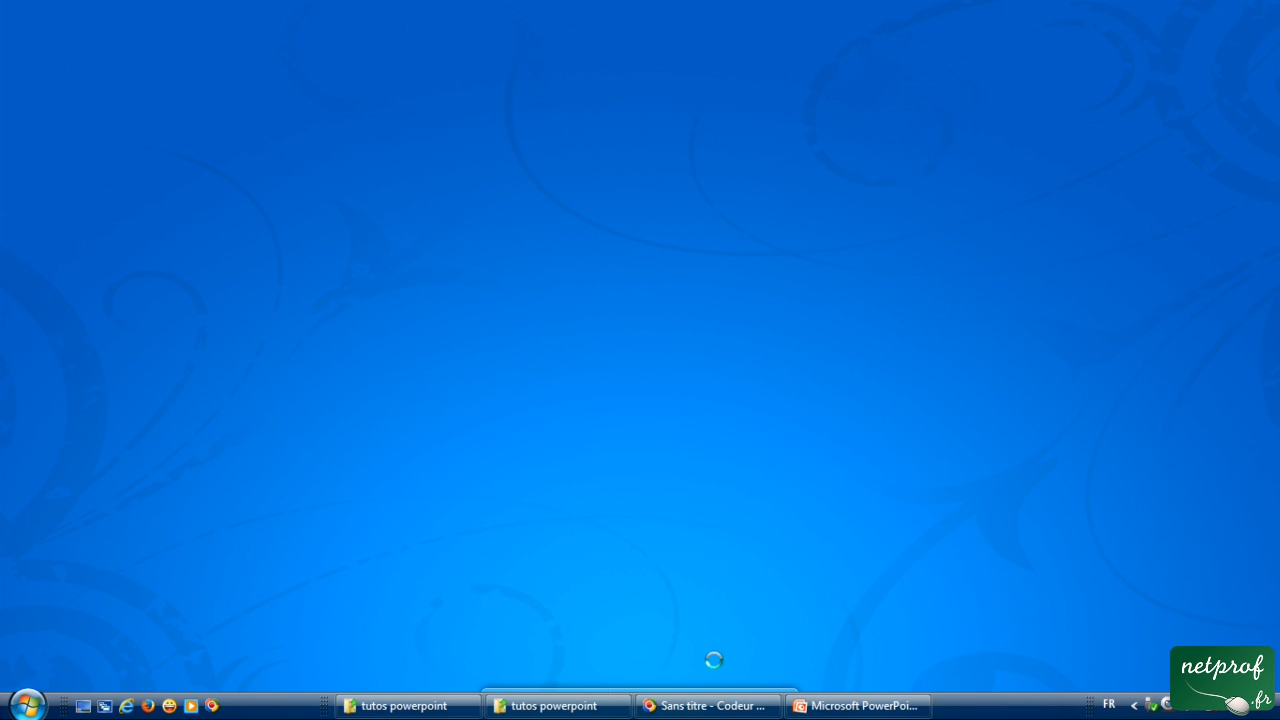 tutos powerpoint
tutos powerpoint
Sans titre - Codeur ...
Microsoft PowerPoi...
FR
netprof
.fr